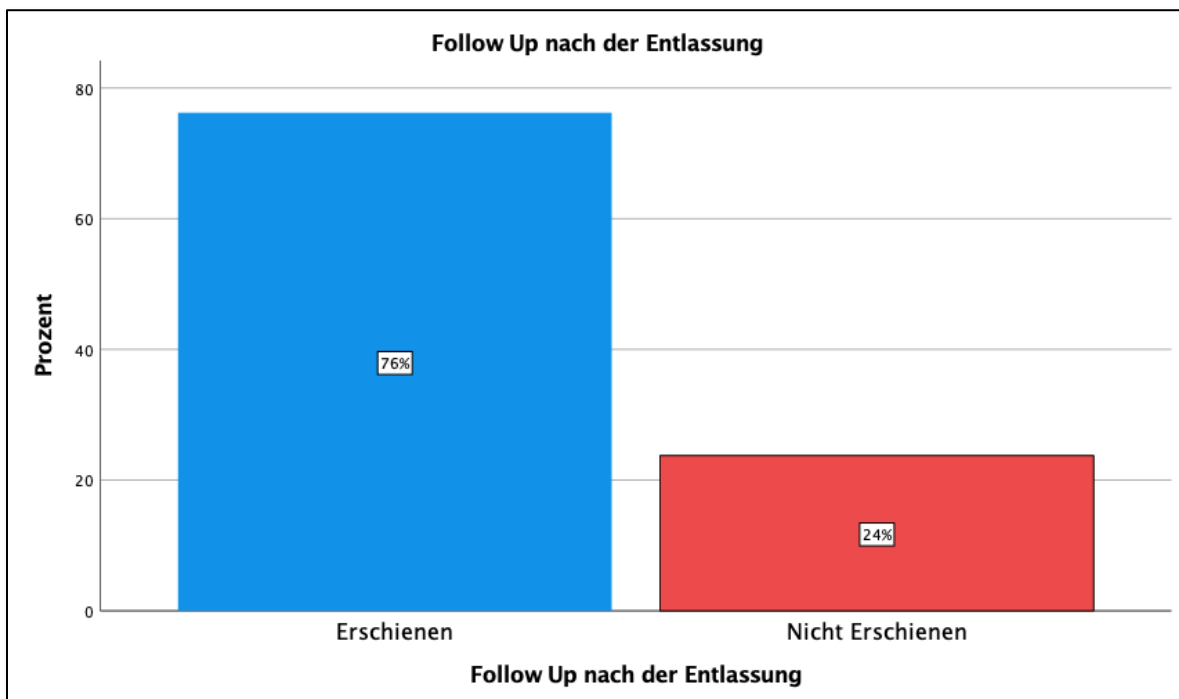 Follow Up nach der Entlassung
80
60
40
20
0
Prozent
76%
24%
Erschienen
Nicht Erschienen
Follow Up nach der Entlassung